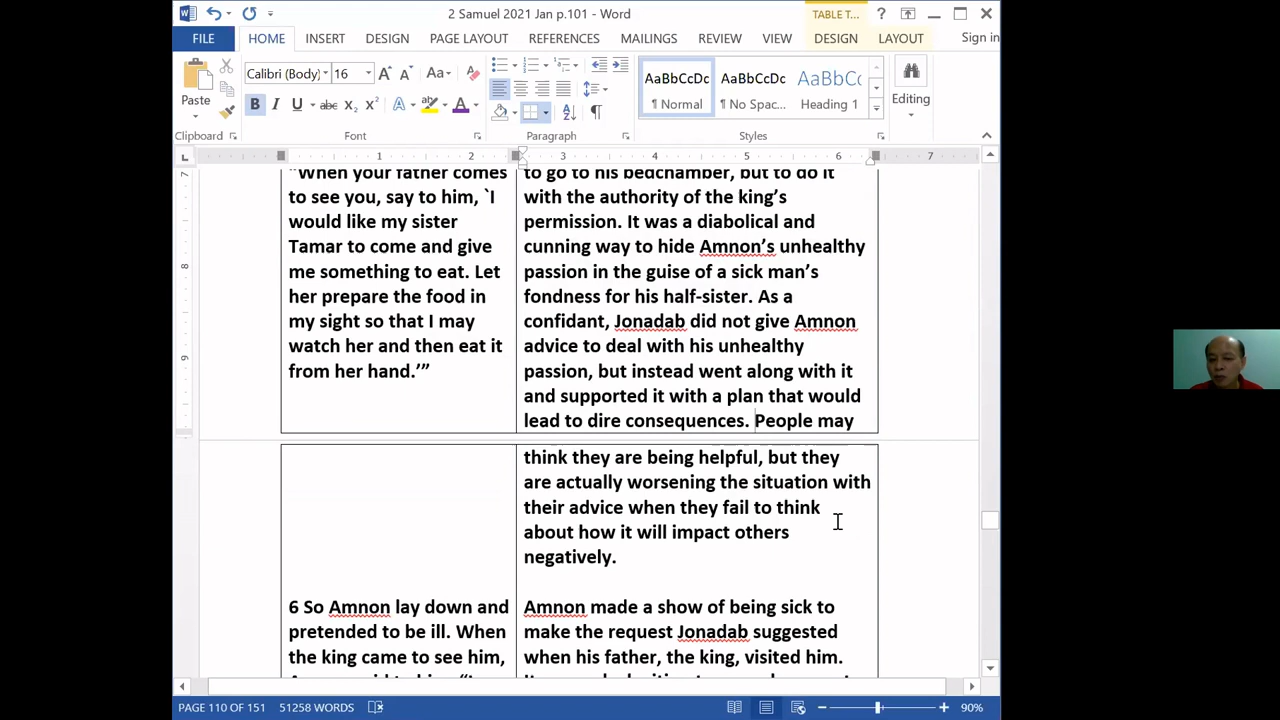 2 Samuel 2021 Jan p.101 - Word
TABLE T...
?
FILE
HOME
INSERT
DESIGN
PAGE LAYOUT
REFERENCES
MAILINGS
REVIEW
VIEW
DESIGN
LAYOUT
Sign in
Calibri (Body)
16
Paste
Clipboard
Font
Paragraph
AaBbCcDc
¶ Normal
AaBbCcDc
¶ No Spac...
AaBbCc
Heading 1
Styles
Editing
1 2 3 4 5 6 7
7
8
9
"When your father comes
to see you, say to him, `I
would like my sister
Tamar to come and give
me something to eat. Let
her prepare the food in
my sight so that I may
watch her and then eat it
from her hand.’”
to go to his bedchamber, but to do it
with the authority of the king’s
permission. It was a diabolical and
cunning way to hide Amnon’s unhealthy
passion in the guise of a sick man’s
fondness for his half-sister. As a
confidant, Jonadab did not give Amnon
advice to deal with his unhealthy
passion, but instead went along with it
and supported it with a plan that would
lead to dire consequences. People may
think they are being helpful, but they
are actually worsening the situation with
their advice when they fail to think
about how it will impact others
negatively.
6 So Amnon lay down and
pretended to be ill. When
the king came to see him,
Amnon made a show of being sick to
make the request Jonadab suggested
when his father, the king, visited him.
PAGE 110 OF 151
51258 WORDS
90%